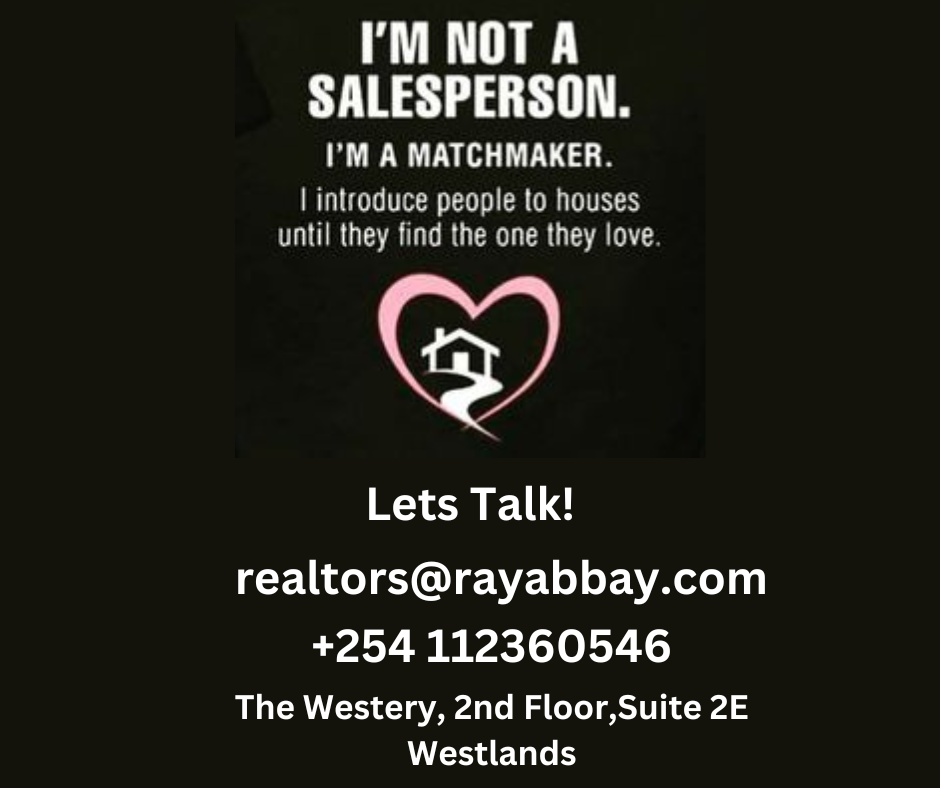 I'M NOT A
SALESPERSON.
I'M A MATCHMAKER.
I introduce people to houses
until they find the one they love.
Lets Talk!
realtors@rayabbay.com
+254 112360546
The Westery, 2nd Floor,Suite 2E
Westlands